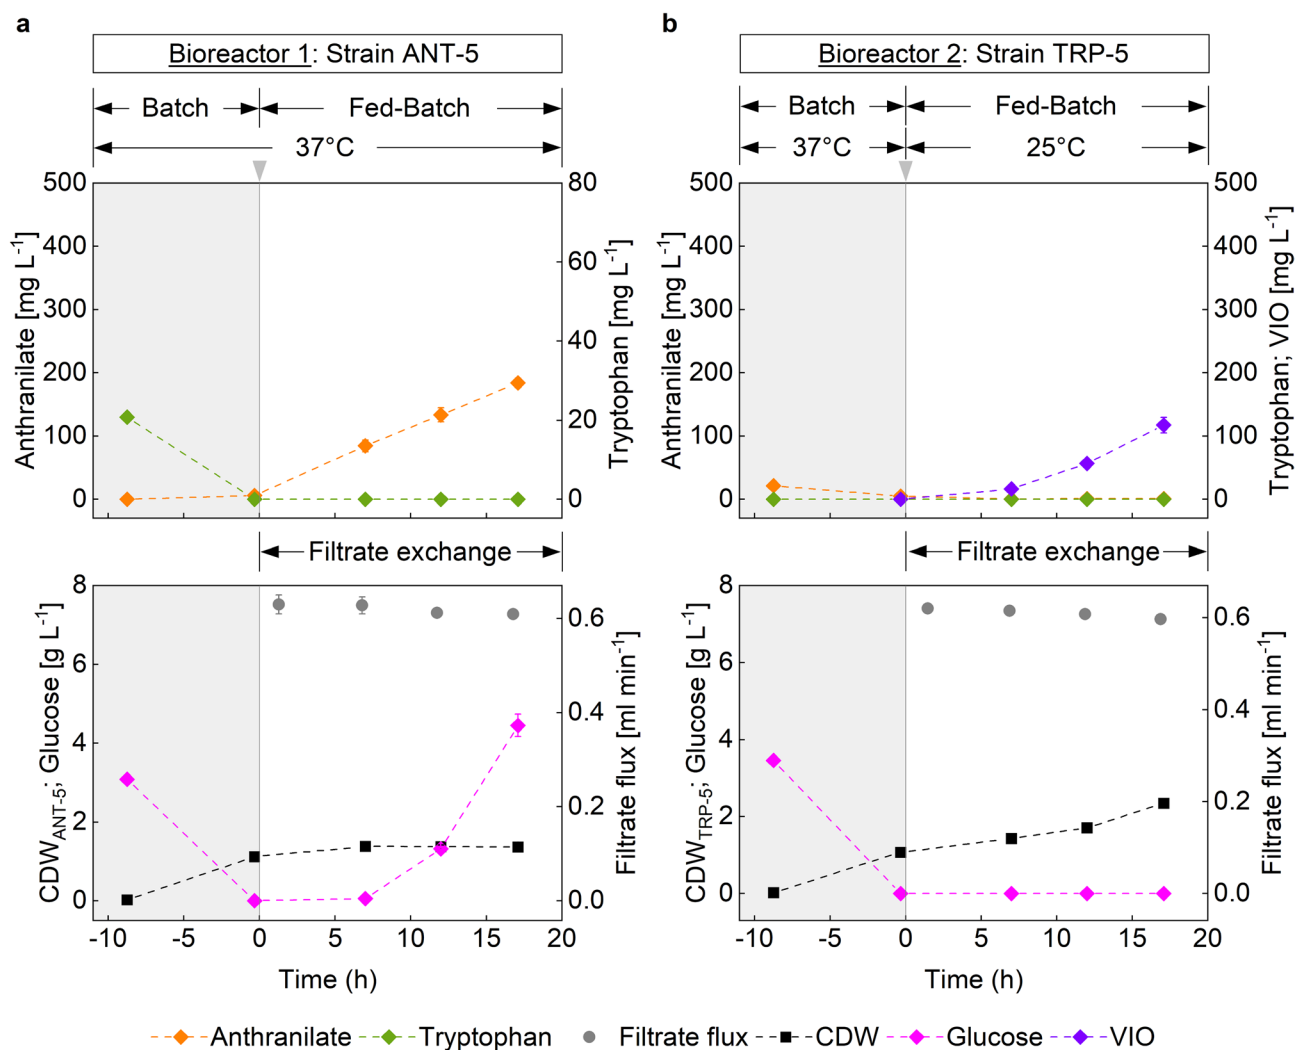 a
Bioreactor 1: Strain ANT-5
Batch
Fed-Batch
37°C
500
400
300
200
100
0
Anthranilate [mg L-1]
80
60
40
20
0
Tryptophan [mg L-1]
Filtrate exchange
8
6
4
2
0
CDWANT-5; Glucose [g L-1]
0.6
0.4
0.2
0.0
Filtrate flux [ml min-1]
-10 -5 0 5 10 15 20
Time (h)
b
Bioreactor 2: Strain TRP-5
Batch
Fed-Batch
37°C
25°C
500
400
300
200
100
0
Anthranilate [mg L-1]
500
400
300
200
100
0
Tryptophan; VIO [mg L-1]
Filtrate exchange
8
6
4
2
0
CDWTRP-5; Glucose [g L-1]
0.6
0.4
0.2
0.0
Filtrate flux [ml min-1]
-10 -5 0 5 10 15 20
Time (h)
Anthranilate Tryptophan Filtrate flux CDW Glucose VIO